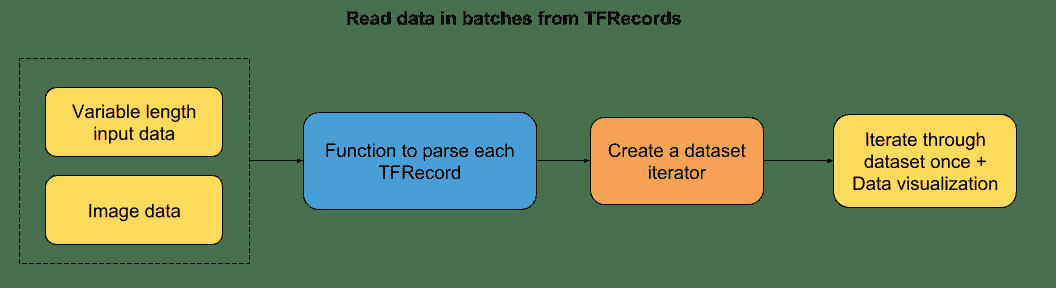 Read data in batches from TFRecords
Variable length
input data
Image data
Function to parse each
TFRecord
Create a dataset
iterator
Iterate through
dataset once +
Data visualization